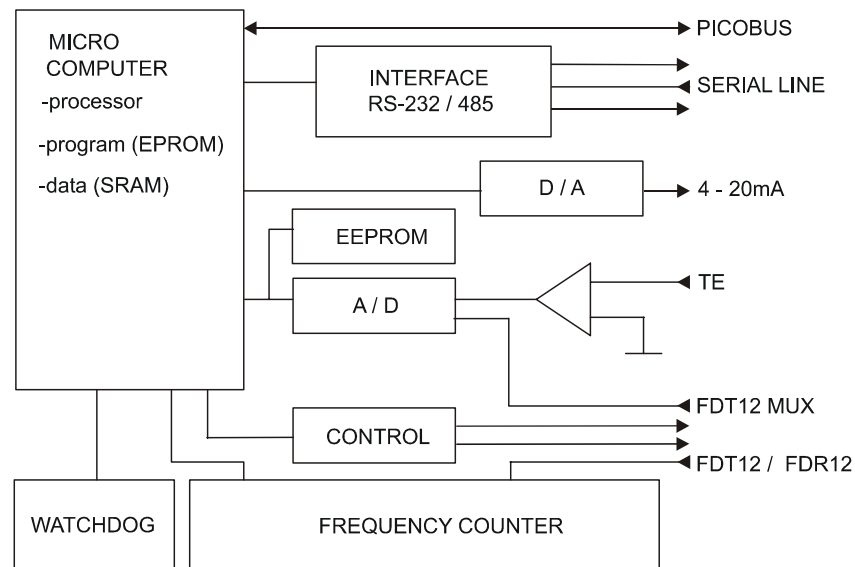 MICRO
COMPUTER
-processor
-program (EPROM)
-data (SRAM)
PICOBUS
INTERFACE
RS-232 / 485
SERIAL LINE
D / A
4 - 20mA
EEPROM
A / D
TE
FDT12 MUX
CONTROL
FDT12 / FDR12
WATCHDOG
FREQUENCY COUNTER